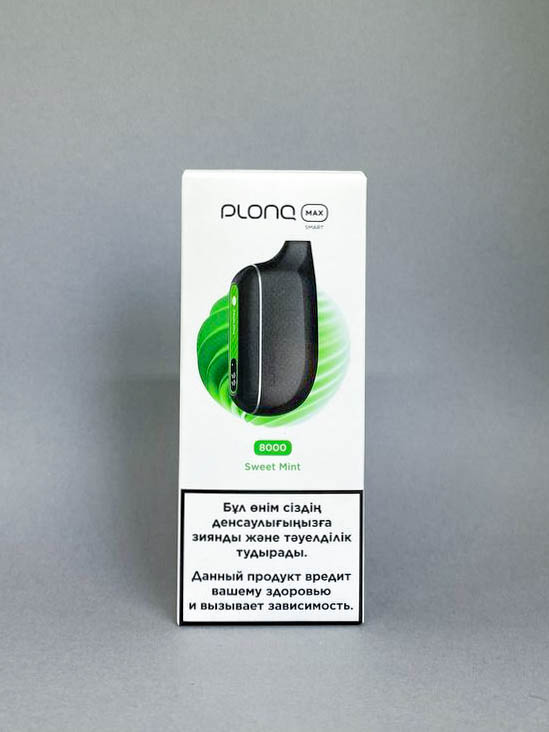 PLONQ MAX
SMART
8000
Sweet Mint
Бұл өнім сіздің
денсаулығыңызға
зиянды және тәуелділік
тудырады.
Данный продукт вредит
вашему здоровью
и вызывает зависимость.